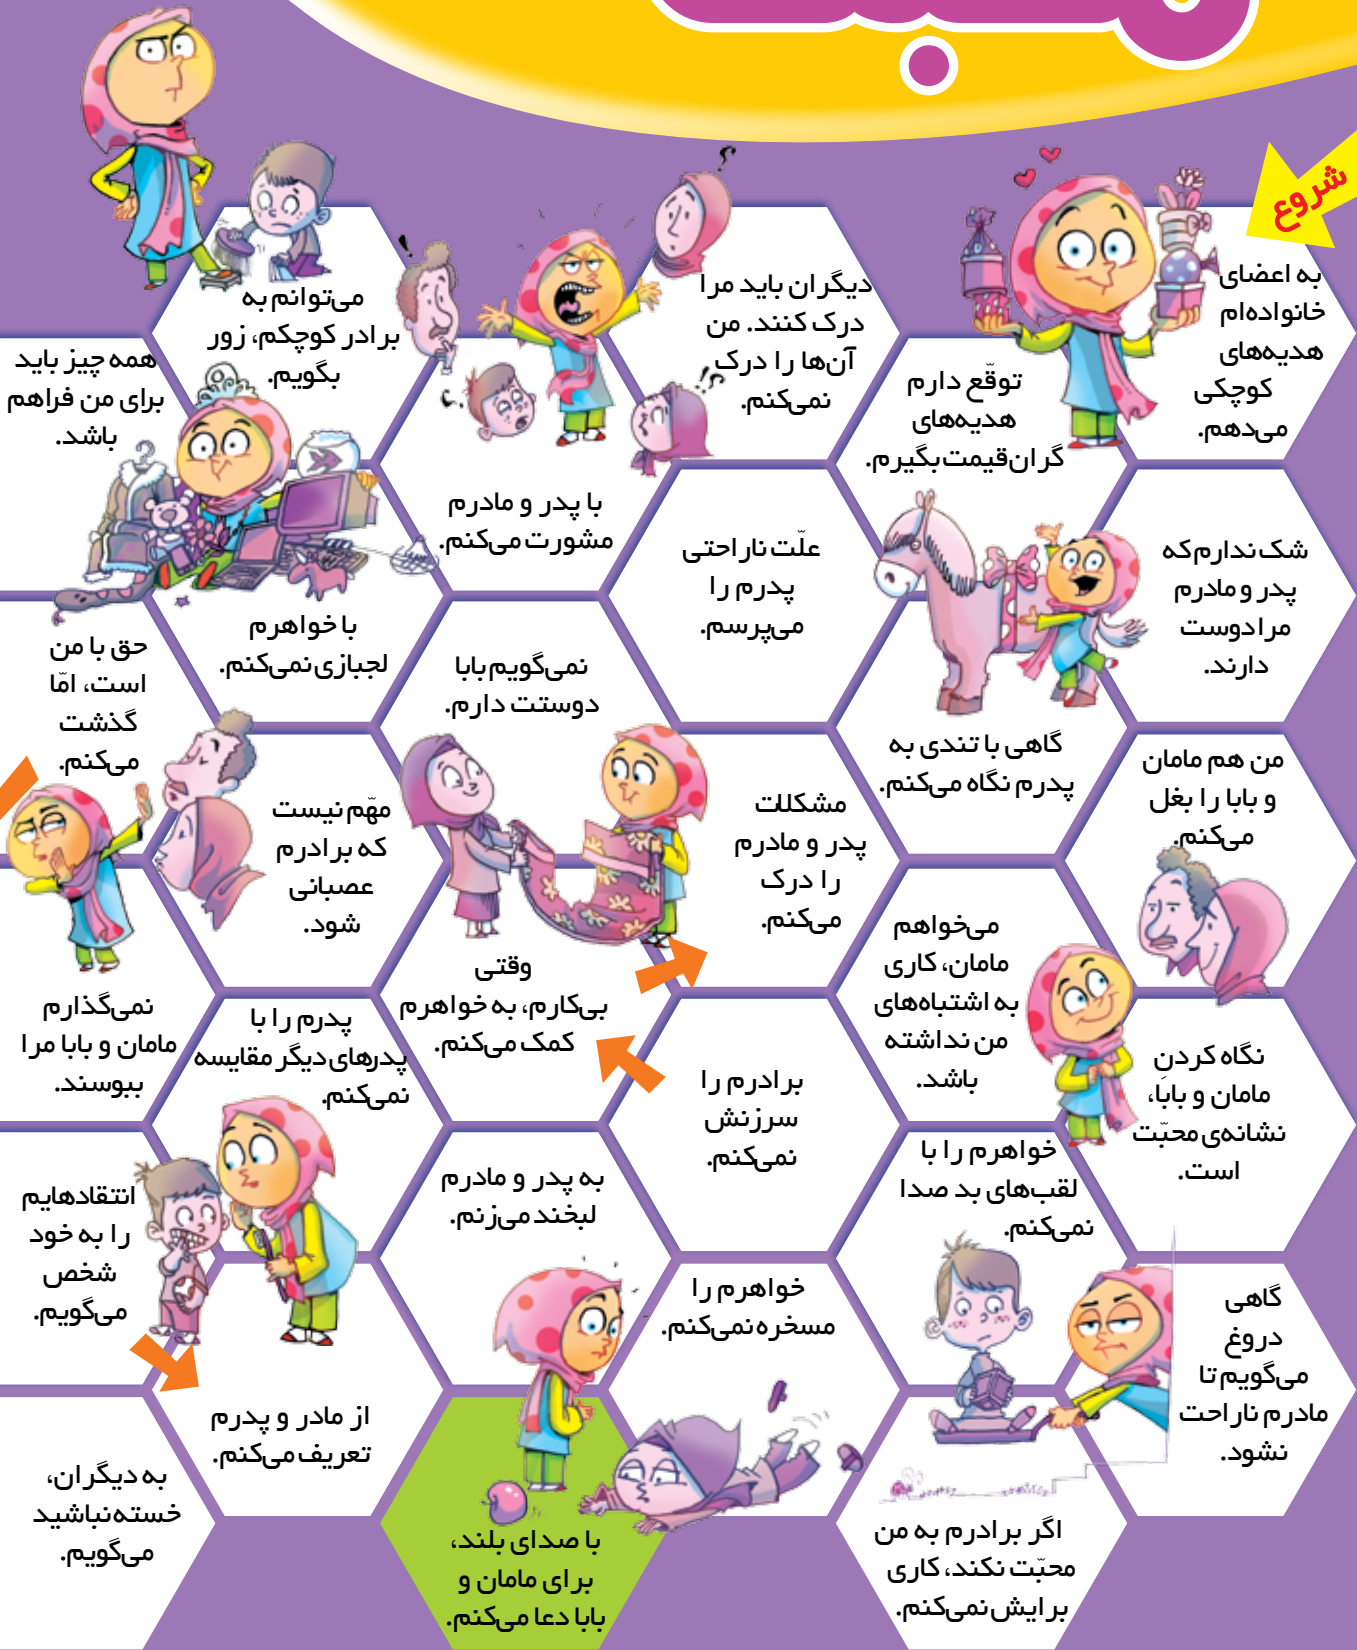 شروع
به اعضای
خانواده‌ام
هدیه‌های
کوچکی
می‌دهم.
توقّع دارم
هدیه‌های
گران‌قیمت بگیرم.
دیگران باید مرا
درک کنند. من
آن‌ها را درک
نمی‌کنم.
می‌توانم به
برادر کوچکم، زور
بگویم.
همه چیز باید
برای من فراهم
باشد.
با پدر و مادرم
مشورت می‌کنم.
علّت ناراحتی
پدرم را
می‌پرسم.
شک ندارم که
پدر و مادرم
مرا دوست
دارند.
با خواهرم
لجبازی نمی‌کنم.
حق با من
است، امّا
گذشت
می‌کنم.
نمی‌گویم بابا
دوستت دارم.
گاهی با تندی به
پدرم نگاه می‌کنم.
من هم مامان
و بابا را بغل
می‌کنم.
مشکلات
پدر و مادرم
را درک
می‌کنم.
مهّم نیست
که برادرم
عصبانی
شود.
می‌خواهم
مامان، کاری
به اشتباه‌های
من نداشته
باشد.
وقتی
بی‌کارم، به خواهرم
کمک می‌کنم.
پدرم را با
پدرهای دیگر مقایسه
نمی‌کنم.
نمی‌گذارم
مامان و بابا مرا
ببوسند.
نگاه کردنِ
مامان و بابا،
نشانه‌ی محبّت
است.
برادرم را
سرزنش
نمی‌کنم.
خواهرم را با
لقب‌های بد صدا
نمی‌کنم.
به پدر و مادرم
لبخند می‌زنم.
انتقادهایم
را به خود
شخص
می‌گویم.
خواهرم را
مسخره نمی‌کنم.
گاهی
دروغ
می‌گویم تا
مادرم ناراحت
نشود.
از مادر و پدرم
تعریف می‌کنم.
به دیگران،
خسته نباشید
می‌گویم.
با صدای بلند،
برای مامان و
بابا دعا می‌کنم.
اگر برادرم به من
محبّت نکند، کاری
برایش نمی‌کنم.